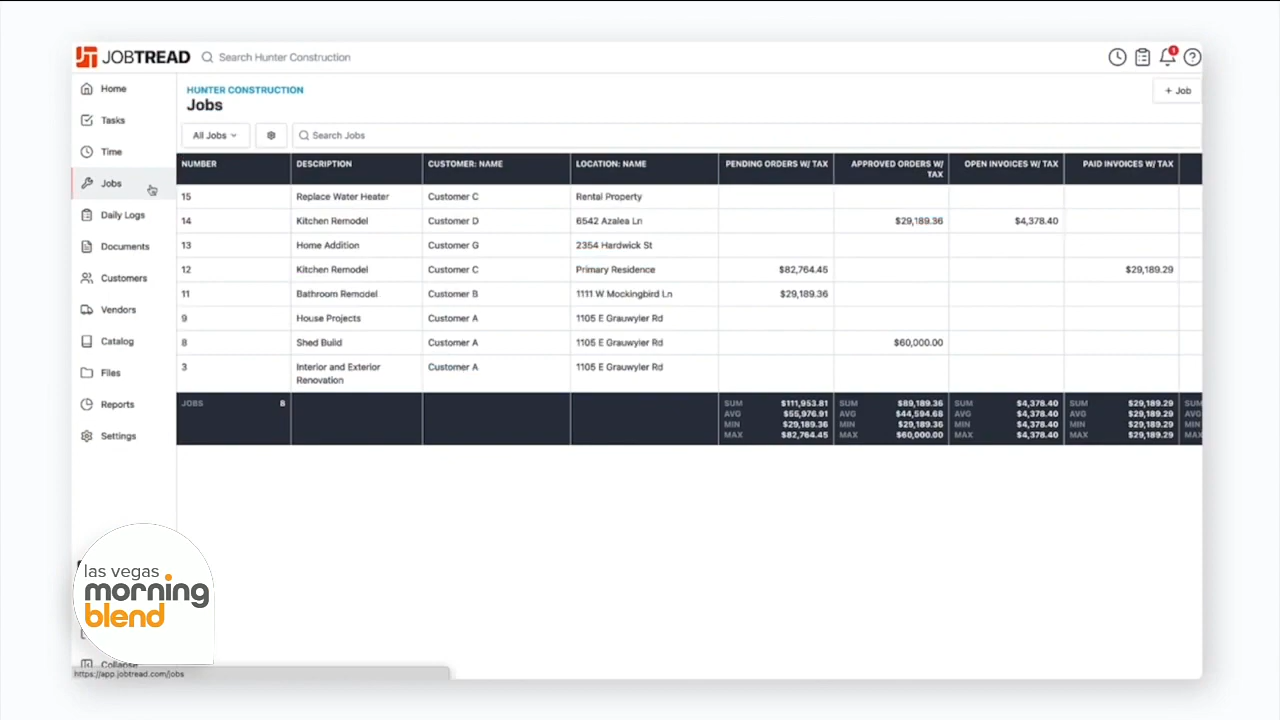 JOBTREAD
Search Hunter Construction
1
Home
Tasks
Time
Jobs
Daily Logs
Documents
Customers
Vendors
Catalog
Files
Reports
Settings
Collapse
HUNTER CONSTRUCTION
Jobs
+ Job
All Jobs
Search Jobs
NUMBER DESCRIPTION CUSTOMER: NAME LOCATION: NAME PENDING ORDERS W/ TAX APPROVED ORDERS W/ TAX OPEN INVOICES W/ TAX PAID INVOICES W/ TAX
15 Replace Water Heater Customer C Rental Property
14 Kitchen Remodel Customer D 6542 Azalea Ln $29,189.36 $4,378.40
13 Home Addition Customer G 2354 Hardwick St
12 Kitchen Remodel Customer C Primary Residence $82,764.45 $29,189.29
11 Bathroom Remodel Customer B 1111 W Mockingbird Ln $29,189.36
9 House Projects Customer A 1105 E Grauwyler Rd
8 Shed Build Customer A 1105 E Grauwyler Rd $60,000.00
3 Interior and Exterior Renovation Customer A 1105 E Grauwyler Rd
JOBS 8 SUM $111,953.81 SUM $89,189.36 SUM $4,378.40 SUM $29,189.29 SUM
AVG $55,976.91 AVG $44,594.68 AVG $4,378.40 AVG $29,189.29 AVG
MIN $29,189.36 MIN $29,189.36 MIN $4,378.40 MIN $29,189.29 MIN
MAX $82,764.45 MAX $60,000.00 MAX $4,378.40 MAX $29,189.29 MAX
las vegas
morning
blend
https://app.jobtread.com/jobs